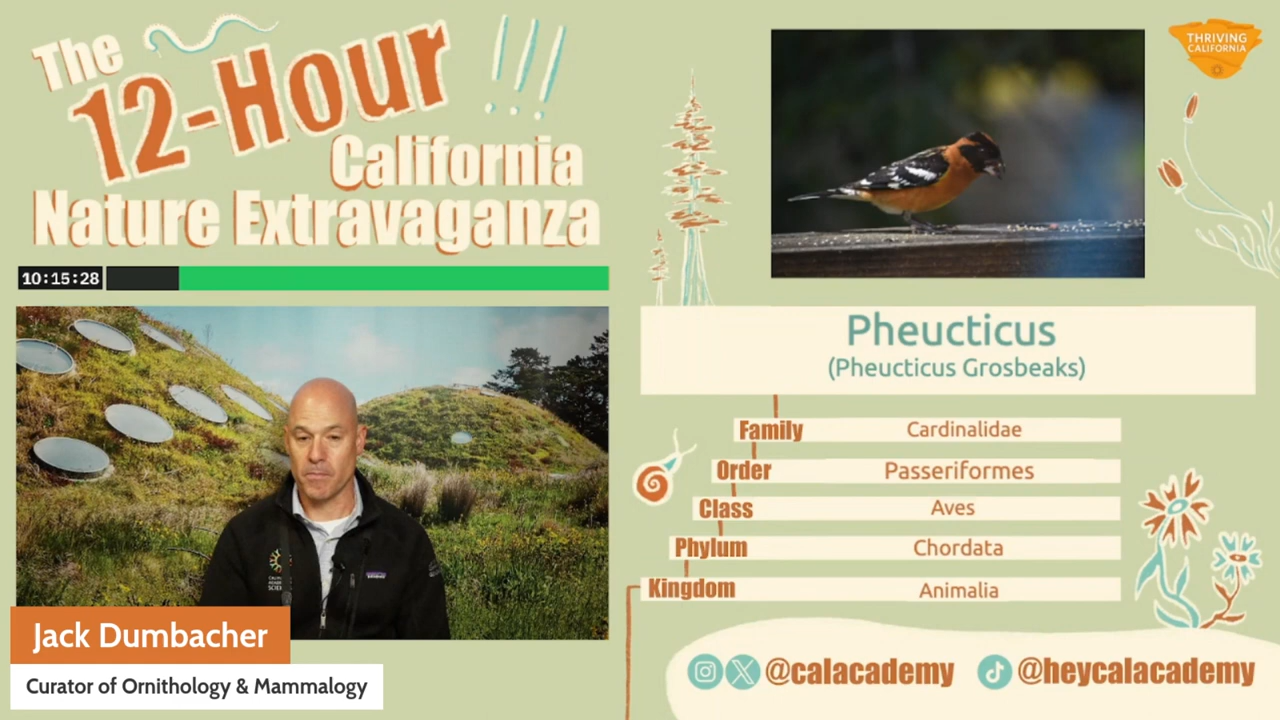 The
12-Hour !!!
California
Nature Extravaganza
10:15:28
Jack Dumbacher
Curator of Ornithology & Mammalogy
THRIVING
CALIFORNIA
Pheucticus
(Pheucticus Grosbeaks)
Family Cardinalidae
Order Passeriformes
Class Aves
Phylum Chordata
Kingdom Animalia
@calacademy @heycalacademy